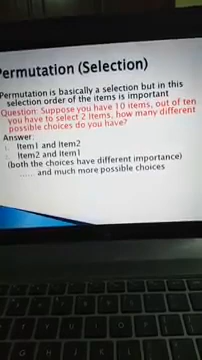 Permutation (Selection)
Permutation is basically a selection but in this
selection order of the items is important
Question: Suppose you have 10 items, out of ten
you have to select 2 items, how many different
possible choices do you have?
Answer:
1. Item1 and Item2
2. Item2 and Item1
(both the choices have different importance)
..... and much more possible choices